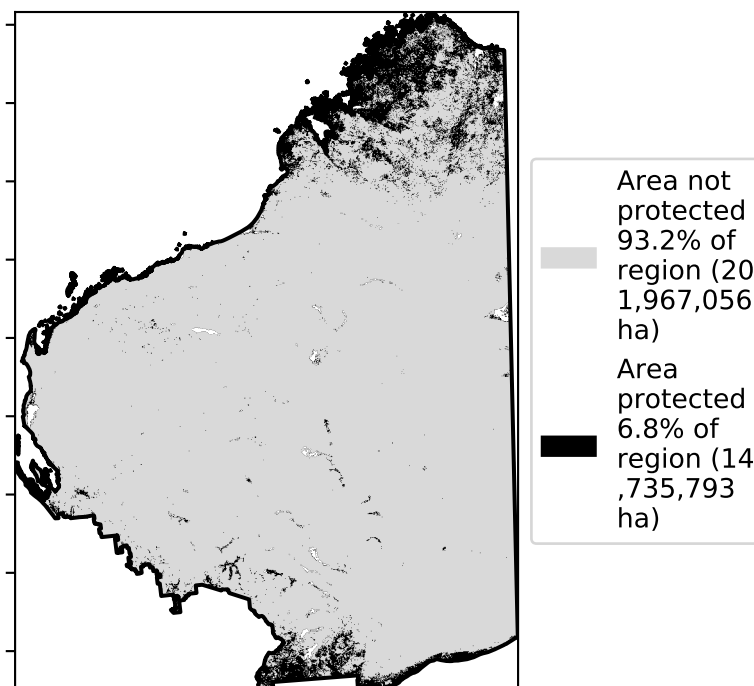 Area not
protected
93.2% of
region (20
1,967,056
ha)
Area
protected
6.8% of
region (14
,735,793
ha)